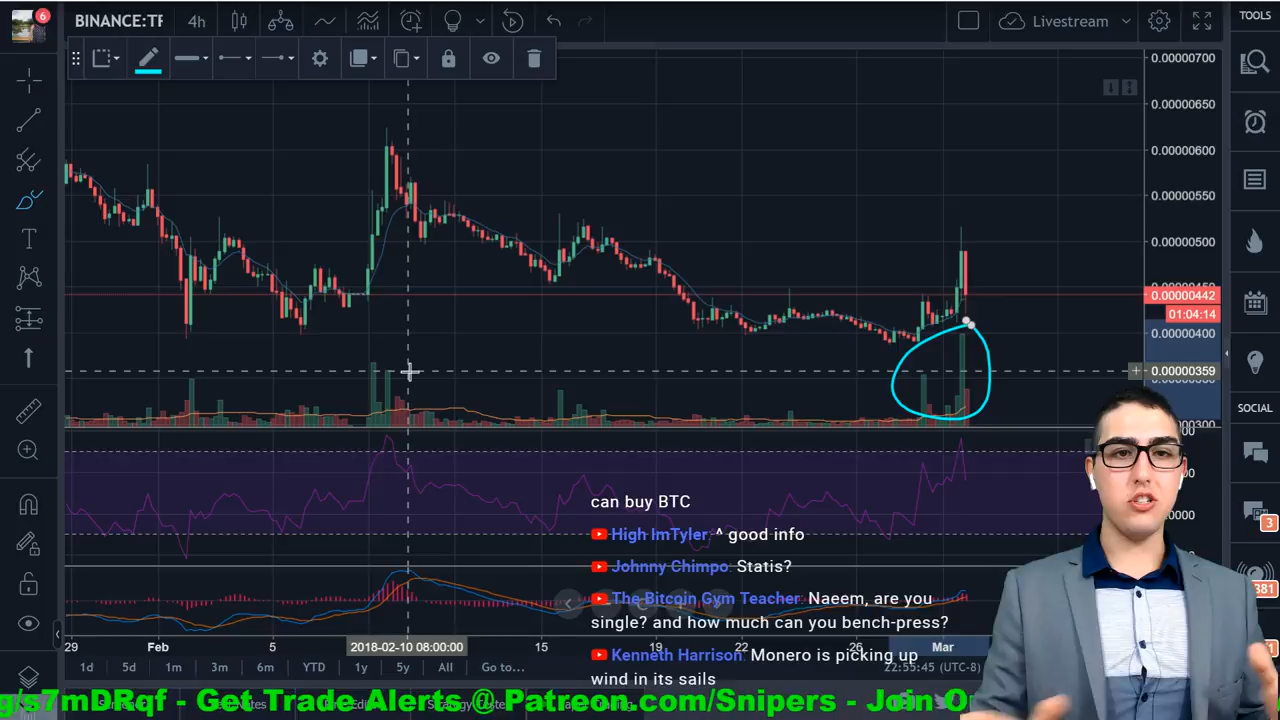 6
BINANCE:TF
4h
Livestream
TOOLS
0.00000700
0.00000650
0.00000600
0.00000550
0.00000500
0.00000442
01:04:14
0.00000400
0.00000359
SOCIAL
can buy BTC
High ImTyler: ^ good info
Johnny Chimpo: Statis?
The Bitcoin Gym Teacher: Naeem, are you
single? and how much can you bench-press?
Kenneth Harrison: Monero is picking up
wind in its sails
3
381
29
Feb
5
2018-02-10 08:00:00
15
19
22
26
Mar
1d
5d
1m
3m
6m
YTD
1y
5y
All
Go to...
22:55:45 (UTC-8)
g/s7mDRqf - Get Trade Alerts @ Patreon.com/Snipers - Join O